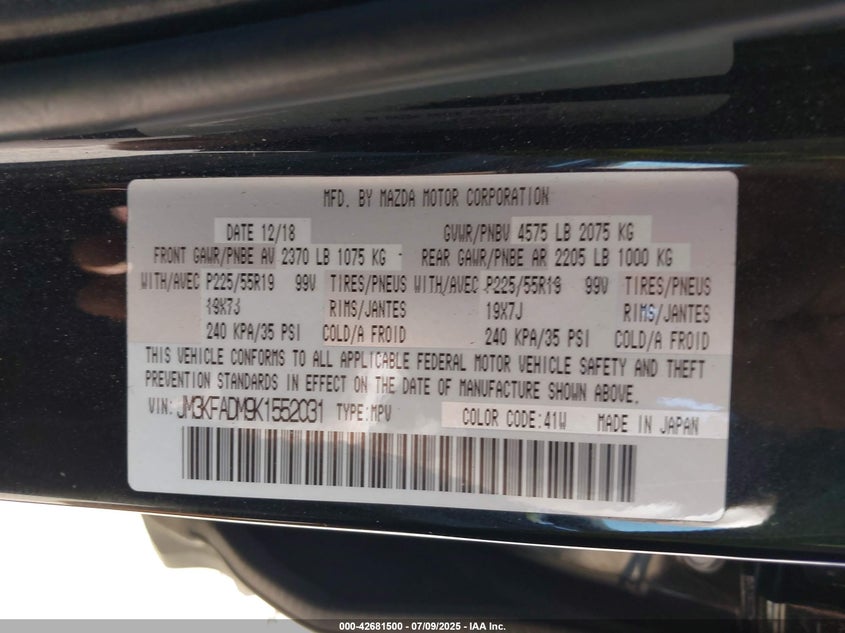 MFD. BY MAZDA MOTOR CORPORATION
DATE 12/18 GVWR/PNBV 4575 LB 2075 KG
FRONT GAWR/PNBE AV 2370 LB 1075 KG REAR GAWR/PNBE AR 2205 LB 1000 KG
WITH/AVEC P225/55R19 99V TIRES/PNEUS WITH/AVEC P225/55R19 99V TIRES/PNEUS
19X7J RIMS/JANTES 19X7J RIMS/JANTES
240 KPA/35 PSI COLD/A FROID 240 KPA/35 PSI COLD/A FROID
THIS VEHICLE CONFORMS TO ALL APPLICABLE FEDERAL MOTOR VEHICLE SAFETY AND THEFT
PREVENTION STANDARDS IN EFFECT ON THE DATE OF MANUFACTURE SHOWN ABOVE.
VIN: JM3KFADM9K1552031 TYPE:MPV COLOR CODE:41W MADE IN JAPAN
000-42681500 - 07/09/2025 - IAA Inc.